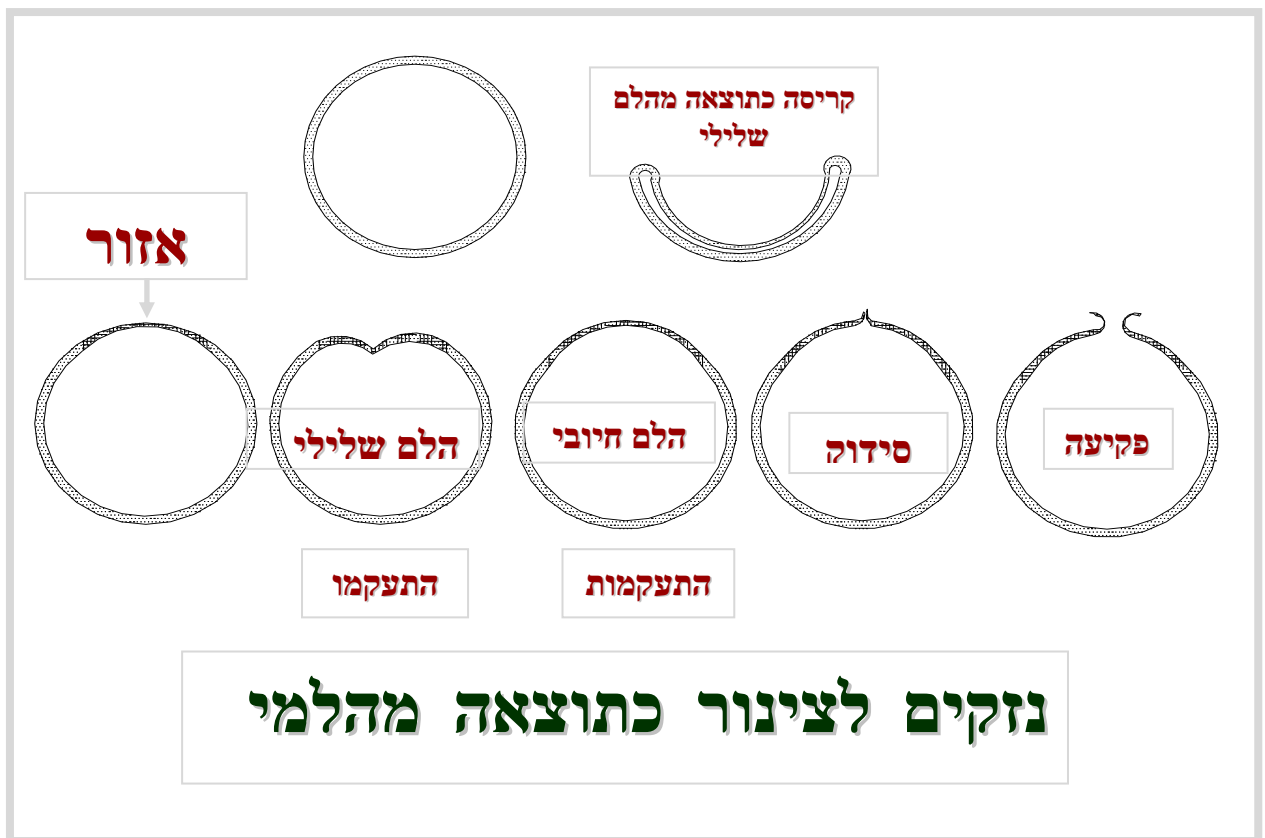 קריסה כתוצאה מהלם
שלילי
אזור
הלם שלילי
הלם חיובי
סידוק
פקיעה
התעקמו
התעקמות
נזקים לצינור כתוצאה מהלמי